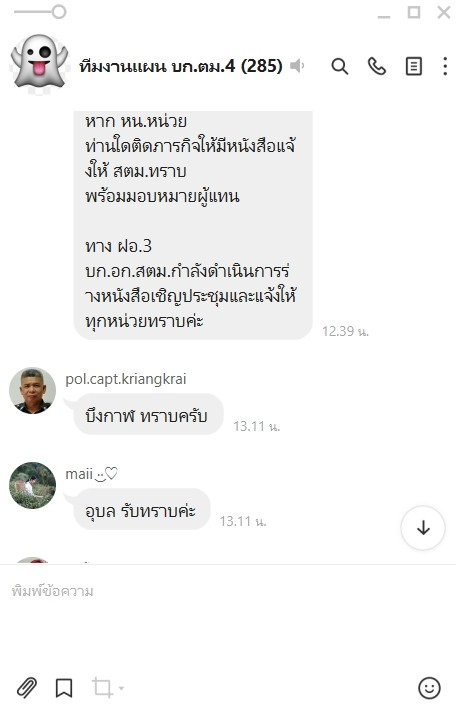 ทีมงานแผน บก.ตม.4 (285)
หาก หน.หน่วย
ท่านใดติดภารกิจให้มีหนังสือแจ้
งให้ สตม.ทราบ
พร้อมมอบหมายผู้แทน
ทาง ฝอ.3
บก.อก.สตม.กำลังดำเนินการร่
างหนังสือเชิญประชุมและแจ้งให้
ทุกหน่วยทราบค่ะ
12.39 น.
pol.capt.kriangkrai
บึงกาฬ ทราบครับ
13.11 น.
maii ·͜·♡
อุบล รับทราบค่ะ
13.11 น.
พิมพ์ข้อความ